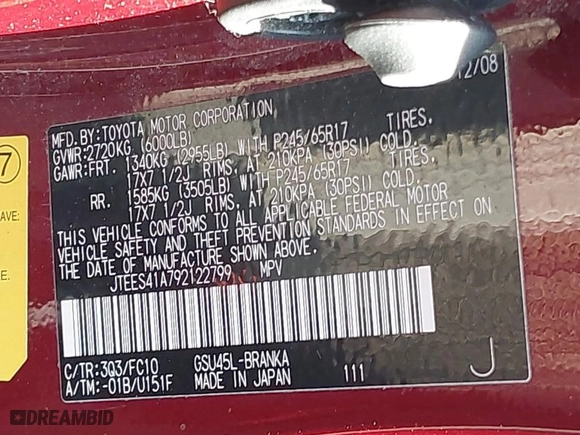 12/08
MFD.BY:TOYOTA MOTOR CORPORATION
GVWR:2720KG (6000LB)
GAWR:FRT. 1340KG (2955LB) WITH P245/65R17 TIRES.
17X7 1/2J RIMS. AT 210KPA (30PSI) COLD.
RR. 1585KG (3505LB) WITH P245/65R17 TIRES.
17X7 1/2J RIMS. AT 210KPA (30PSI) COLD.
THIS VEHICLE CONFORMS TO ALL APPLICABLE FEDERAL MOTOR
VEHICLE SAFETY AND THEFT PREVENTION STANDARDS IN EFFECT ON
THE DATE OF MANUFACTURE SHOWN ABOVE.
JTEES41A792122799 MPV
C/TR:3Q3/FC10 GSU45L-BRANKA
A/TM:-01B/U151F MADE IN JAPAN 111
J
7
AVE:
DREAMBID